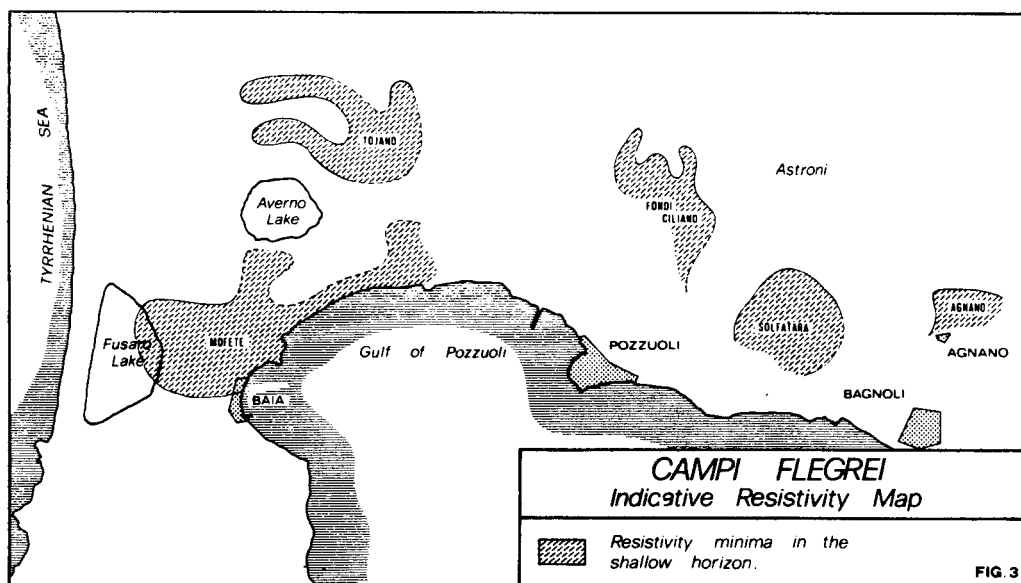 TYRRHENIAN SEA
TOIANO
Averno
Lake
FONDI
CILIANO
Astroni
Fusaro
Lake
MOFETE
Gulf of Pozzuoli
POZZUOLI
SOLFATARA
AGNANO
AGNANO
BAIA
BAGNOLI
CAMPI FLEGREI
Indicative Resistivity Map
Resistivity minima in the
shallow horizon.
FIG. 3